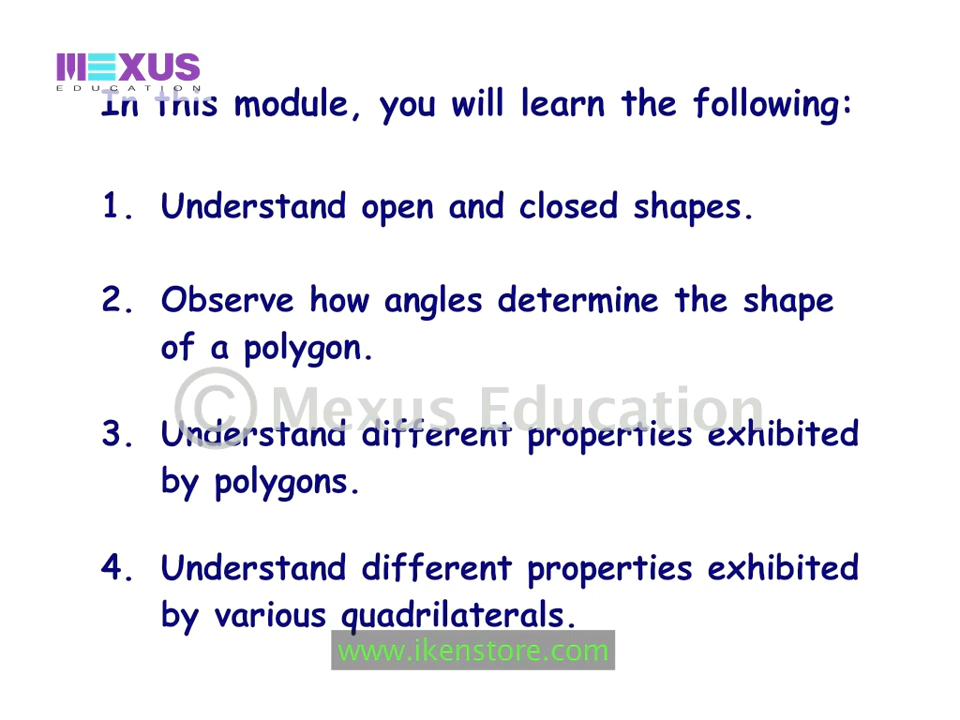 MEXUS
EDUCATION
In this module, you will learn the following:
1. Understand open and closed shapes.
2. Observe how angles determine the shape
of a polygon.
© Mexus Education
3. Understand different properties exhibited
by polygons.
4. Understand different properties exhibited
by various quadrilaterals.
www.ikenstore.com